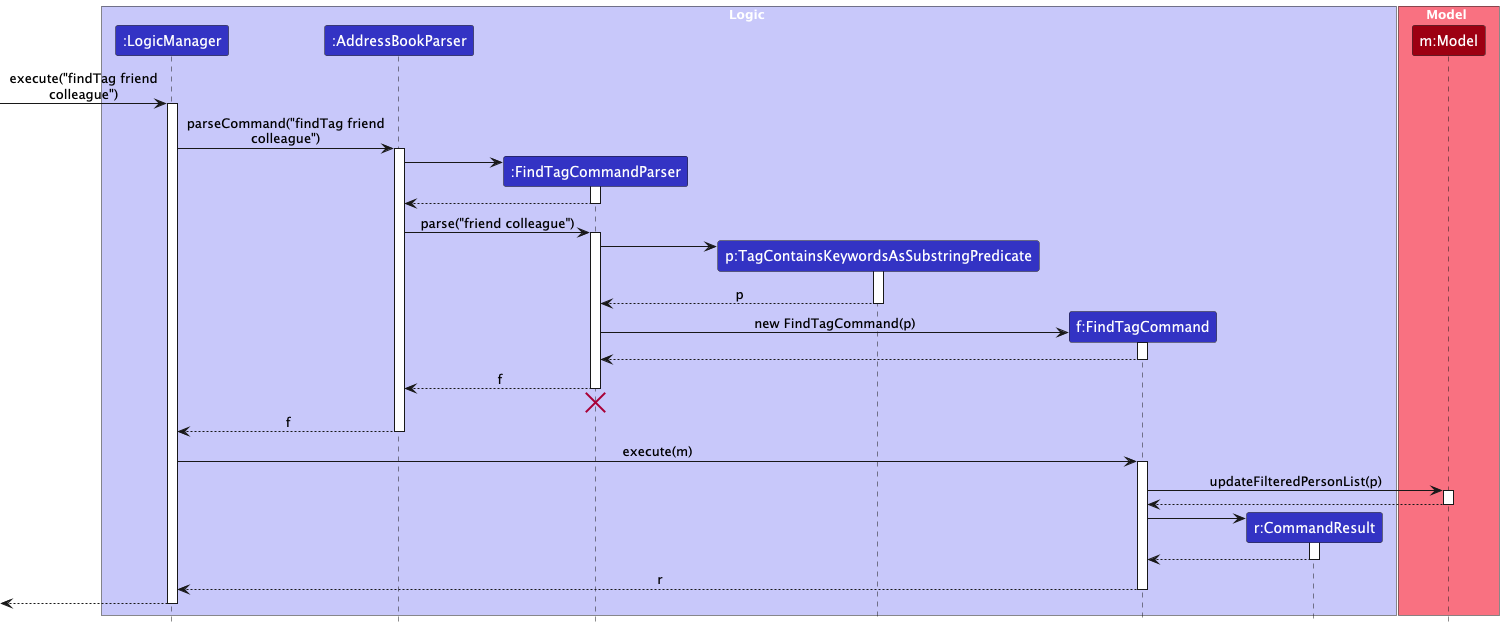 Logic
Model
:LogicManager
:AddressBookParser
m:Model
execute("findTag friend
colleague")
parseCommand("findTag friend
colleague")
:FindTagCommandParser
parse("friend colleague")
p:TagContainsKeywordsAsSubstringPredicate
p
new FindTagCommand(p)
f:FindTagCommand
f
f
execute(m)
updateFilteredPersonList(p)
r:CommandResult
r